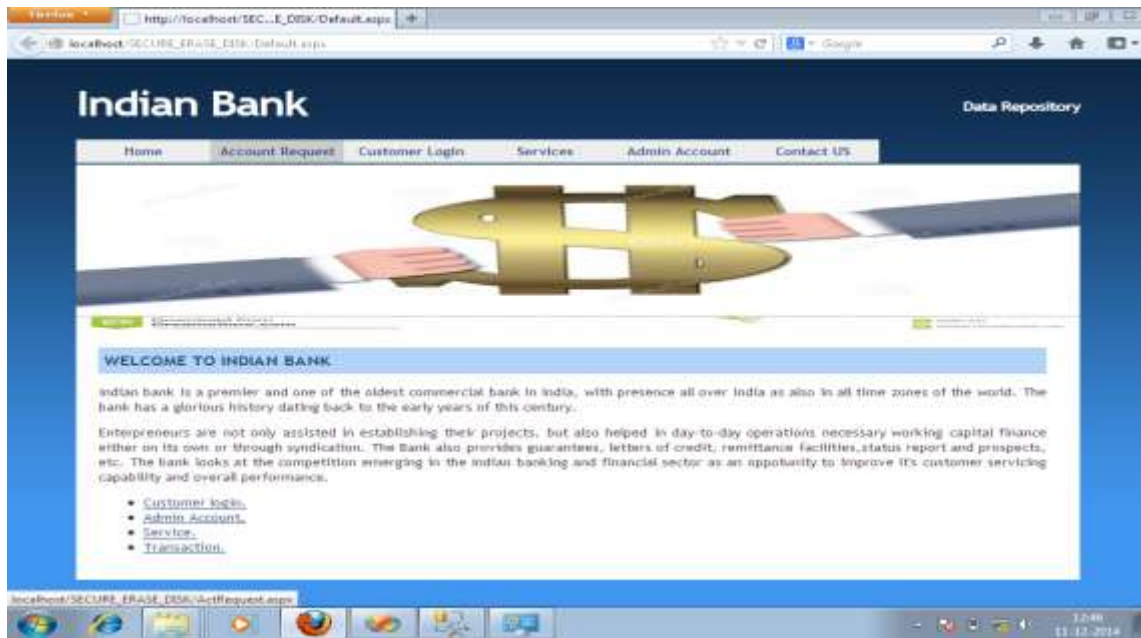 Firefox
http://localhost/SEC...E_DISK/Default.aspx
localhost/SECURE_ERASE_DISK/Default.aspx
Google
Indian Bank
Data Repository
Home Account Request Customer Login Services Admin Account Contact US
WELCOME TO INDIAN BANK
Indian bank is a premier and one of the oldest commercial bank in India, with presence all over India as also in all time zones of the world. The
bank has a glorious history dating back to the early years of this century.
Enterpreneurs are not only assisted in establishing their projects, but also helped in day-to-day operations necessary working capital finance
either on its own or through syndication. The Bank also provides guarantees, letters of credit, remittance facilities,status report and prospects,
etc. The bank looks at the competition emerging in the indian banking and financial sector as an oppotunity to improve it's customer servicing
capability and overall performance.
Customer login.
Admin Account.
Service.
Transaction.
localhost/SECURE_ERASE_DISK/ActRequest.aspx
12:46
11-12-2014